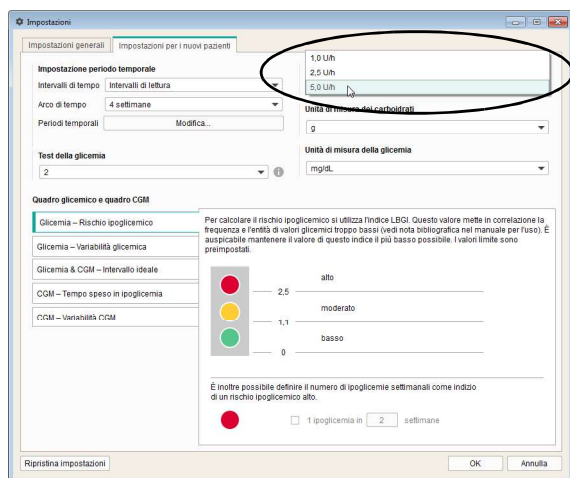 Impostazioni
Impostazioni generali
Impostazioni per i nuovi pazienti
Impostazione periodo temporale
Intervalli di tempo
Intervalli di lettura
Arco di tempo
4 settimane
Periodi temporali
Modifica...
Test della glicemia
2
1,0 U/h
2,5 U/h
5,0 U/h
Unità di misura dei carboidrati
g
Unità di misura della glicemia
mg/dL
Quadro glicemico e quadro CGM
Glicemia – Rischio ipoglicemico
Glicemia – Variabilità glicemica
Glicemia & CGM – Intervallo ideale
CGM – Tempo speso in ipoglicemia
CGM – Variabilità CGM
Per calcolare il rischio ipoglicemico si utilizza l'indice LBGI. Questo valore mette in correlazione la
frequenza e l'entità di valori glicemici troppo bassi (vedi nota bibliografica nel manuale per l'uso). È
auspicabile mantenere il valore di questo indice il più basso possibile. I valori limite sono
preimpostati.
alto
2,5
moderato
1,1
basso
0
È inoltre possibile definire il numero di ipoglicemie settimanali come indizio
di un rischio ipoglicemico alto.
1 ipoglicemia in 2 settimane
Ripristina impostazioni
OK
Annulla